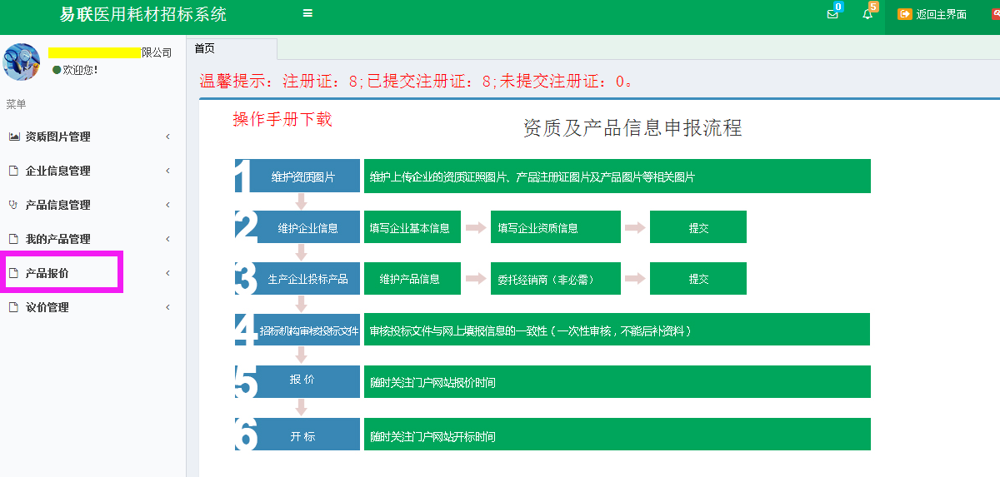 易联医用耗材招标系统
0
5
返回主界面
限公司
欢迎您!
菜单
资质图片管理
企业信息管理
产品信息管理
我的产品管理
产品报价
议价管理
首页
温馨提示: 注册证: 8;已提交注册证: 8;未提交注册证: 0。
操作手册下载
资质及产品信息申报流程
1 维护资质图片 维护上传企业的资质证照图片、产品注册证图片及产品图片等相关图片
2 维护企业信息 填写企业基本信息 填写企业资质信息 提交
3 生产企业投标产品 维护产品信息 委托经销商（非必需） 提交
4 招标机构审核投标文件 审核投标文件与网上填报信息的一致性（一次性审核，不能后补资料）
5 报 价 随时关注门户网站报价时间
6 开 标 随时关注门户网站开标时间